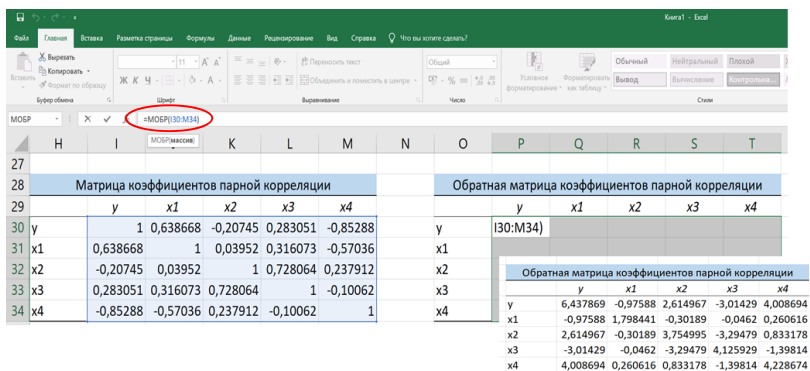 Книга1 - Excel
Файл Главная Вставка Разметка страницы Формулы Данные Рецензирование Вид Справка Что вы хотите сделать?
Вставить
Вырезать
Копировать
Формат по образцу
Буфер обмена
11
Ж К Ч
Шрифт
Перенести текст
Объединить и поместить в центре
Выравнивание
Общий
Число
Условное форматирование
Форматировать как таблицу
Обычный Нейтральный Плохой
Вывод Вычисление Контрольна...
Стили
МОБР =МОБР(I30:M34)
МОБР(массив)
H I K L M N O P Q R S T
27
28 Матрица коэффициентов парной корреляции Обратная матрица коэффициентов парной корреляции
29 y x1 x2 x3 x4 y x1 x2 x3 x4
30 y 1 0,638668 -0,20745 0,283051 -0,85288 y I30:M34)
31 x1 0,638668 1 0,03952 0,316073 -0,57036 x1
32 x2 -0,20745 0,03952 1 0,728064 0,237912 x2
33 x3 0,283051 0,316073 0,728064 1 -0,10062 x3
34 x4 -0,85288 -0,57036 0,237912 -0,10062 1 x4
Обратная матрица коэффициентов парной корреляции
y x1 x2 x3 x4
y 6,437869 -0,97588 2,614967 -3,01429 4,008694
x1 -0,97588 1,798441 -0,30189 -0,0462 0,260616
x2 2,614967 -0,30189 3,754995 -3,29479 0,833178
x3 -3,01429 -0,0462 -3,29479 4,125929 -1,39814
x4 4,008694 0,260616 0,833178 -1,39814 4,228674